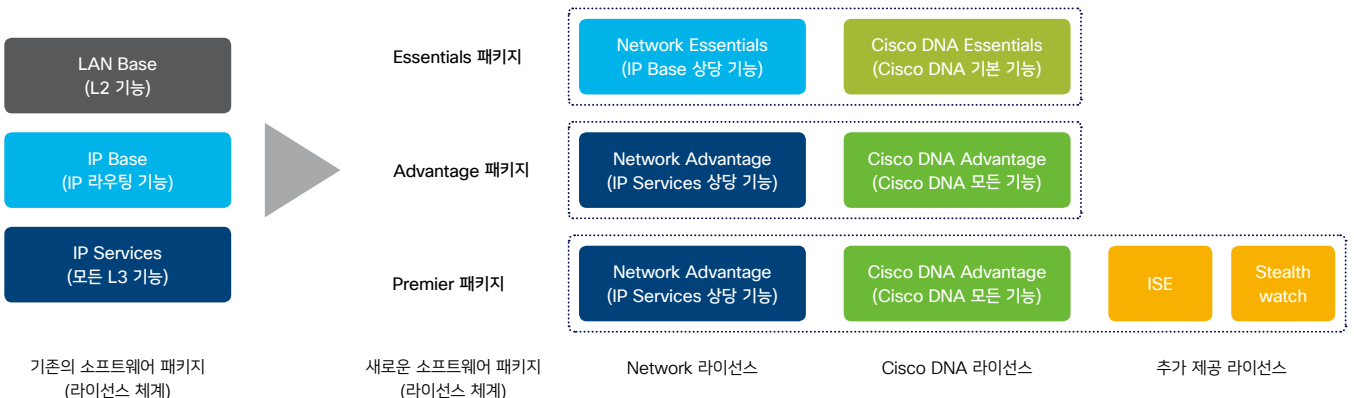 LAN Base
(L2 기능)
IP Base
(IP 라우팅 기능)
IP Services
(모든 L3 기능)
기존의 소프트웨어 패키지
(라이선스 체계)
Essentials 패키지
Advantage 패키지
Premier 패키지
새로운 소프트웨어 패키지
(라이선스 체계)
Network Essentials
(IP Base 상당 기능)
Cisco DNA Essentials
(Cisco DNA 기본 기능)
Network Advantage
(IP Services 상당 기능)
Cisco DNA Advantage
(Cisco DNA 모든 기능)
Network Advantage
(IP Services 상당 기능)
Cisco DNA Advantage
(Cisco DNA 모든 기능)
ISE
Stealth
watch
Network 라이선스
Cisco DNA 라이선스
추가 제공 라이선스